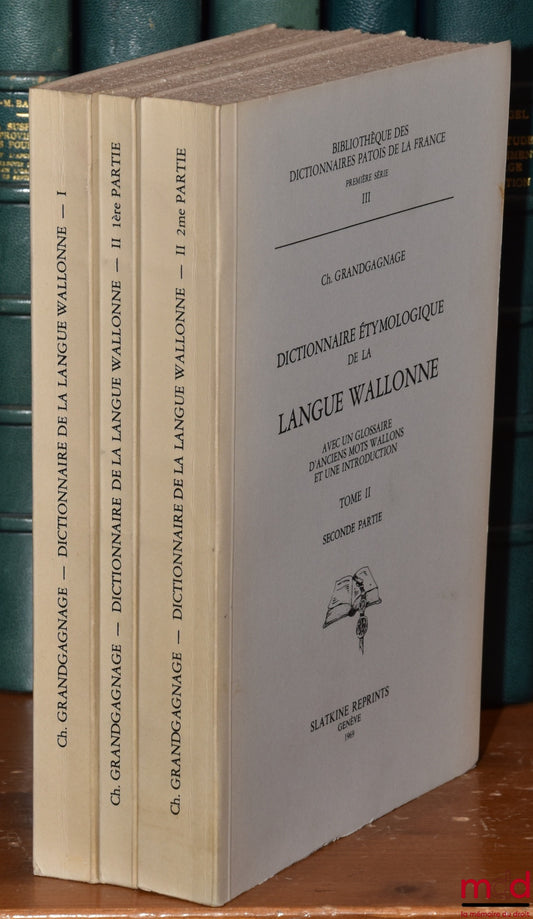 Ch. GRANDGAGNAGE — DICTIONNAIRE DE LA LANGUE WALLONNE — I
Ch. GRANDGAGNAGE — DICTIONNAIRE DE LA LANGUE WALLONNE — II 1ère PARTIE
Ch. GRANDGAGNAGE — DICTIONNAIRE DE LA LANGUE WALLONNE — II 2me PARTIE
BIBLIOTHÈQUE DES
DICTIONNAIRES PATOIS DE LA FRANCE
PREMIÈRE SÉRIE
III
Ch. GRANDGAGNAGE
DICTIONNAIRE ÉTYMOLOGIQUE
DE LA
LANGUE WALLONNE
AVEC UN GLOSSAIRE
D'ANCIENS MOTS WALLONS
ET UNE INTRODUCTION
TOME II
SECONDE PARTIE
SLATKINE REPRINTS
GENÈVE
1969
mdd
la mémoire du droit